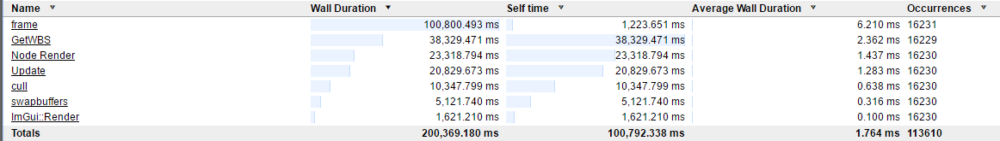 Name Wall Duration Self time Average Wall Duration Occurrences
frame 100,800.493 ms 1,223.651 ms 6.210 ms 16231
GetWBS 38,329.471 ms 38,329.471 ms 2.362 ms 16229
Node Render 23,318.794 ms 23,318.794 ms 1.437 ms 16230
Update 20,829.673 ms 20,829.673 ms 1.283 ms 16230
cull 10,347.799 ms 10,347.799 ms 0.638 ms 16230
swapbuffers 5,121.740 ms 5,121.740 ms 0.316 ms 16230
ImGui::Render 1,621.210 ms 1,621.210 ms 0.100 ms 16230
Totals 200,369.180 ms 100,792.338 ms 1.764 ms 113610